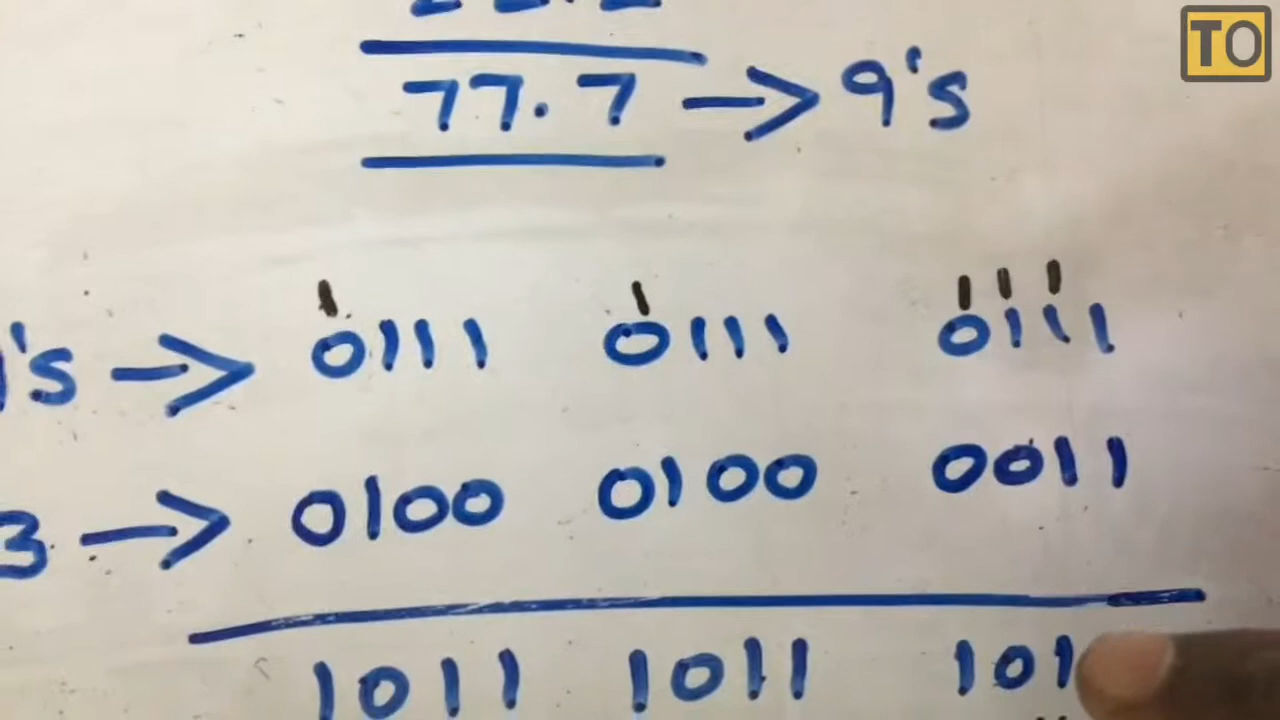 TO
77.7 → 9's
's → 0111 0111 0111
3 → 0100 0100 0011
1011 1011 101